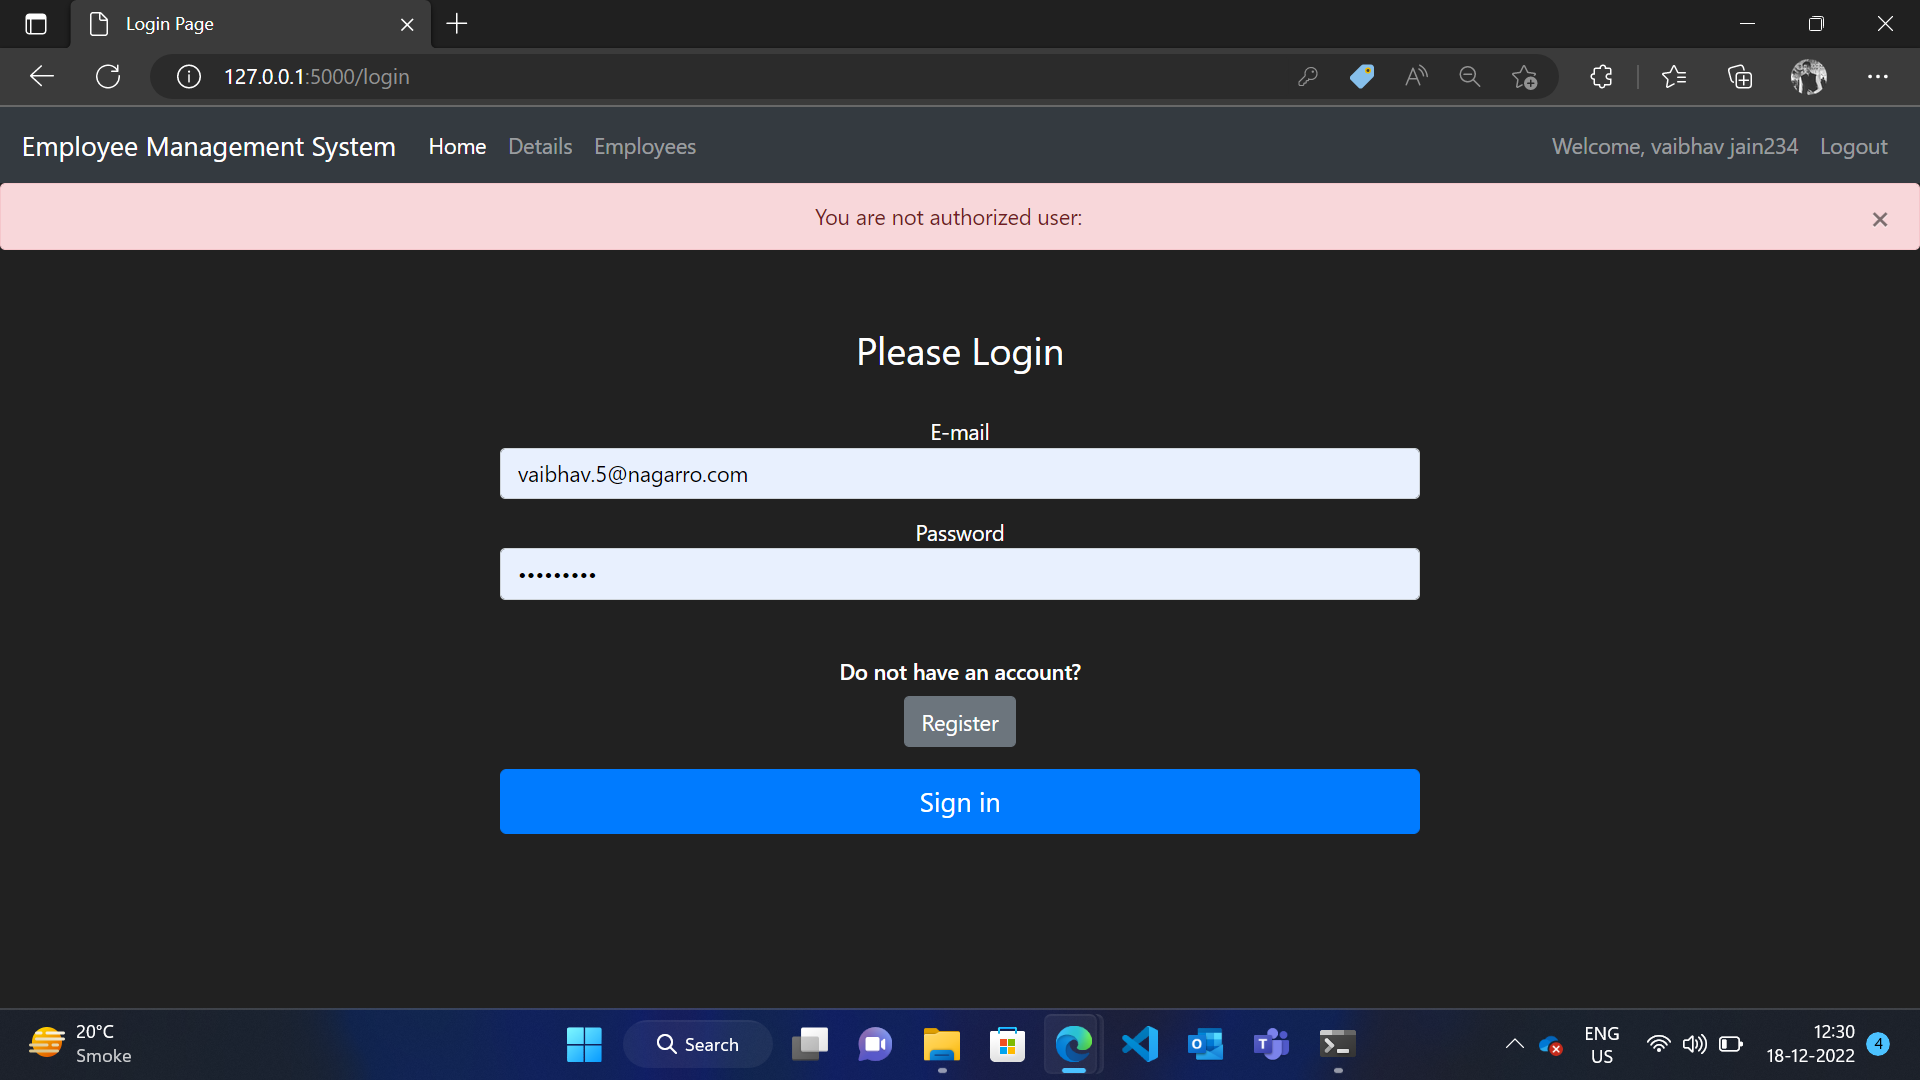 Login Page
127.0.0.1:5000/login
Employee Management System Home Details Employees Welcome, vaibhav jain234 Logout
You are not authorized user:
Please Login
E-mail
vaibhav.5@nagarro.com
Password
Do not have an account?
Register
Sign in
20°C
Smoke
Search
ENG
US
12:30
18-12-2022
4